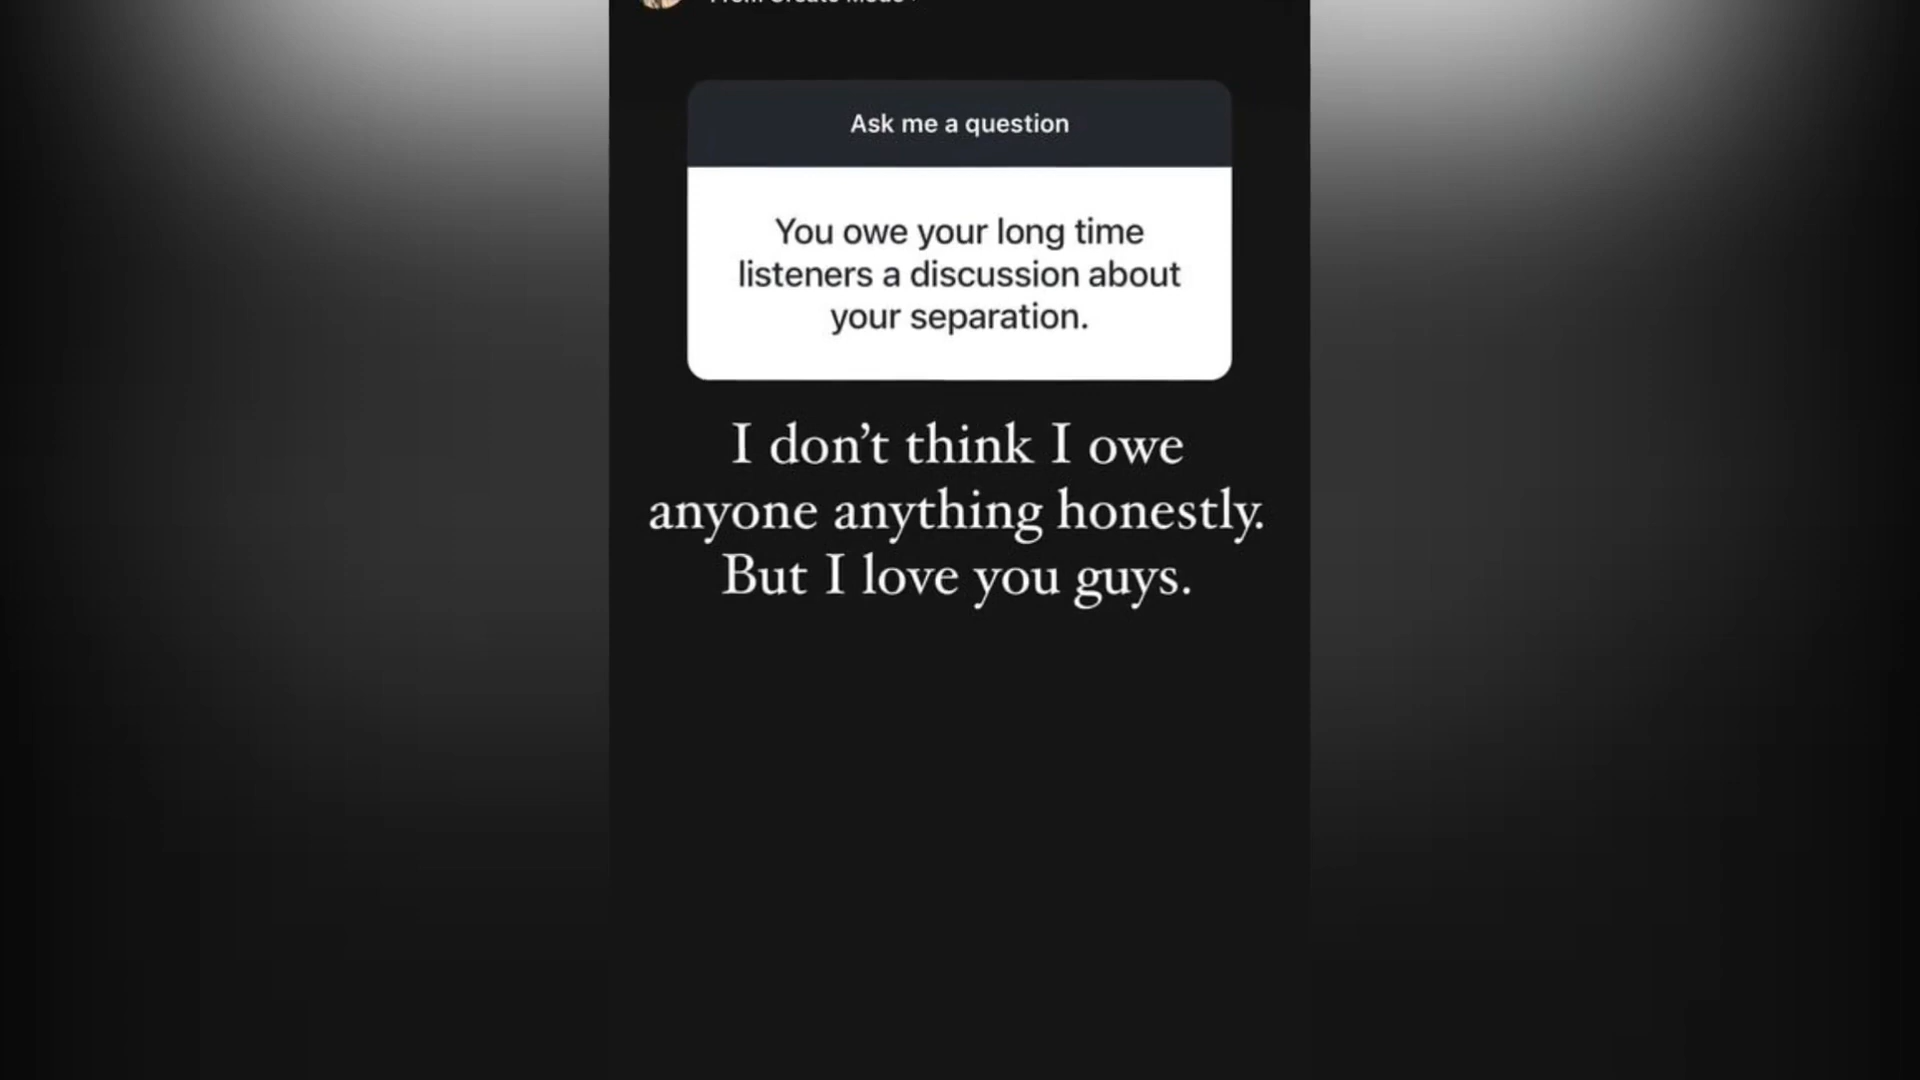 Ask me a question
You owe your long time
listeners a discussion about
your separation.
I don’t think I owe
anyone anything honestly.
But I love you guys.